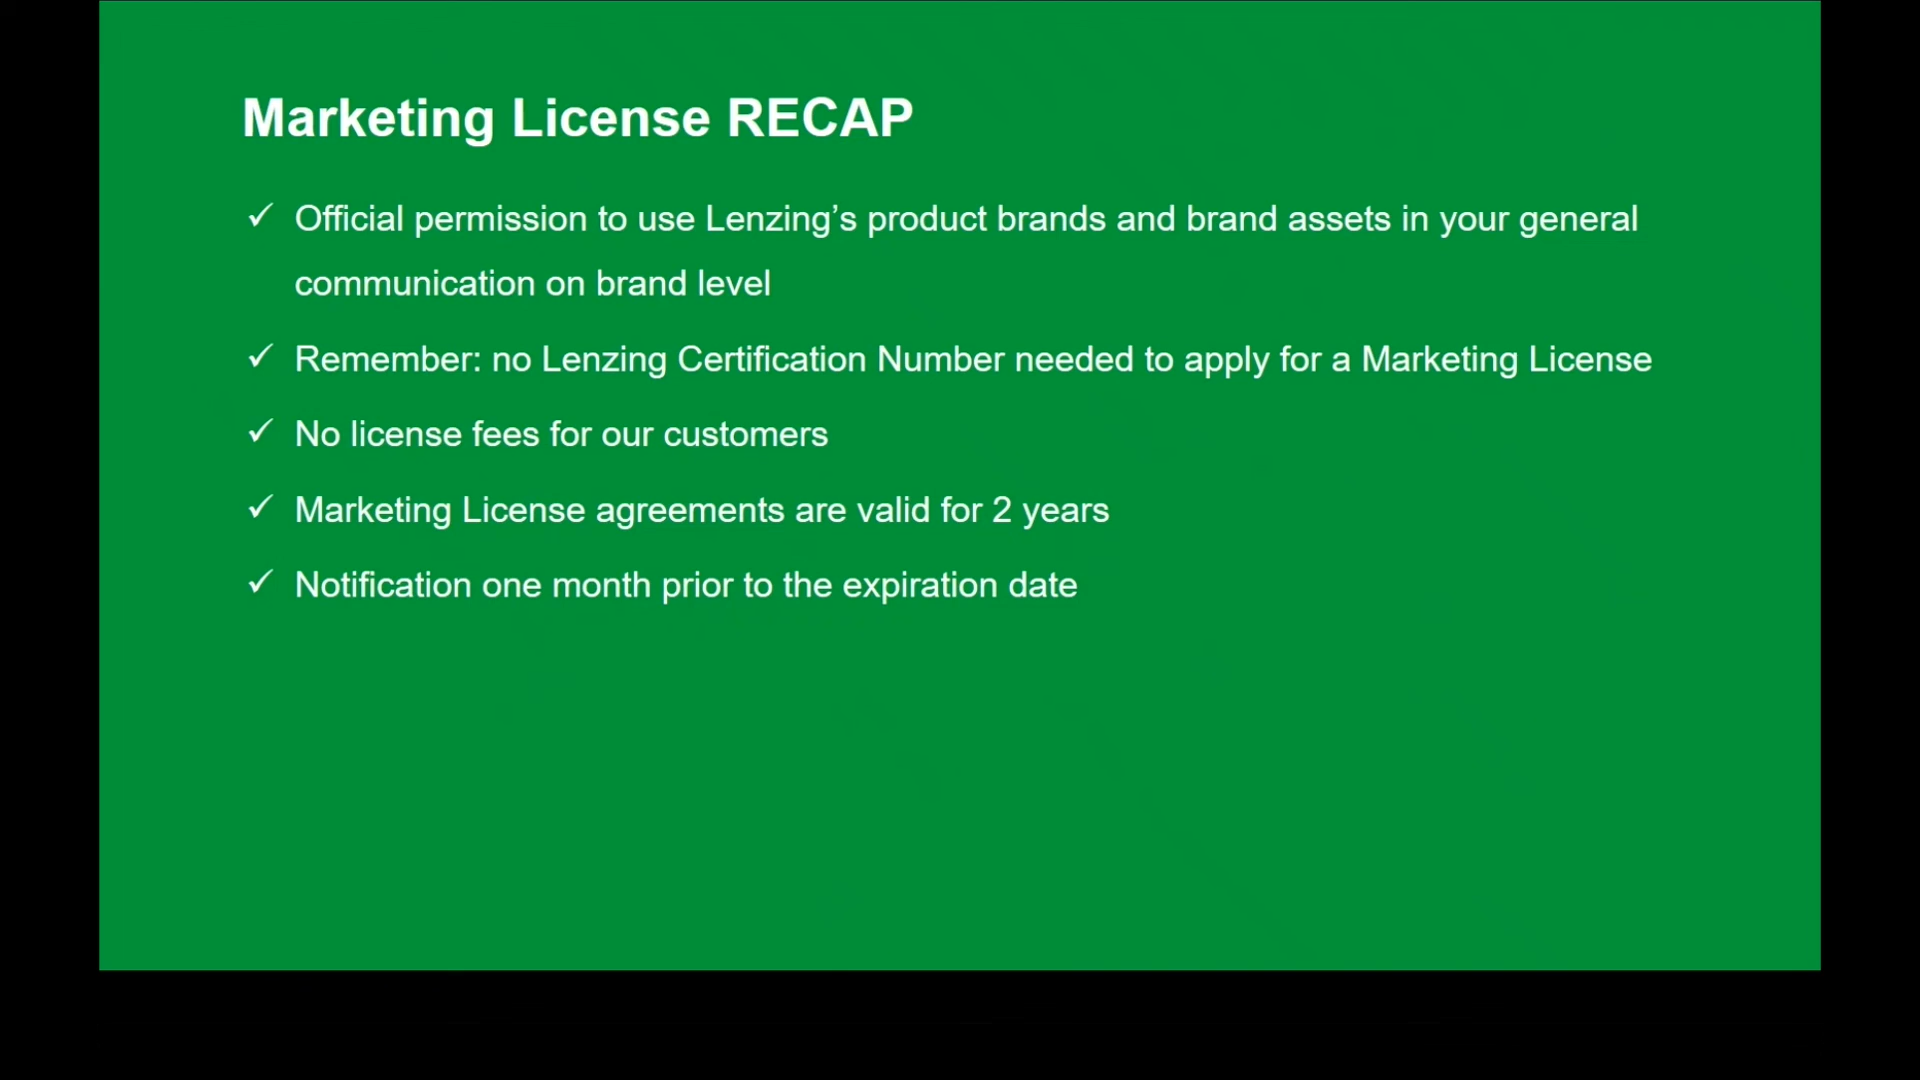 Marketing License RECAP
✓ Official permission to use Lenzing’s product brands and brand assets in your general
communication on brand level
✓ Remember: no Lenzing Certification Number needed to apply for a Marketing License
✓ No license fees for our customers
✓ Marketing License agreements are valid for 2 years
✓ Notification one month prior to the expiration date